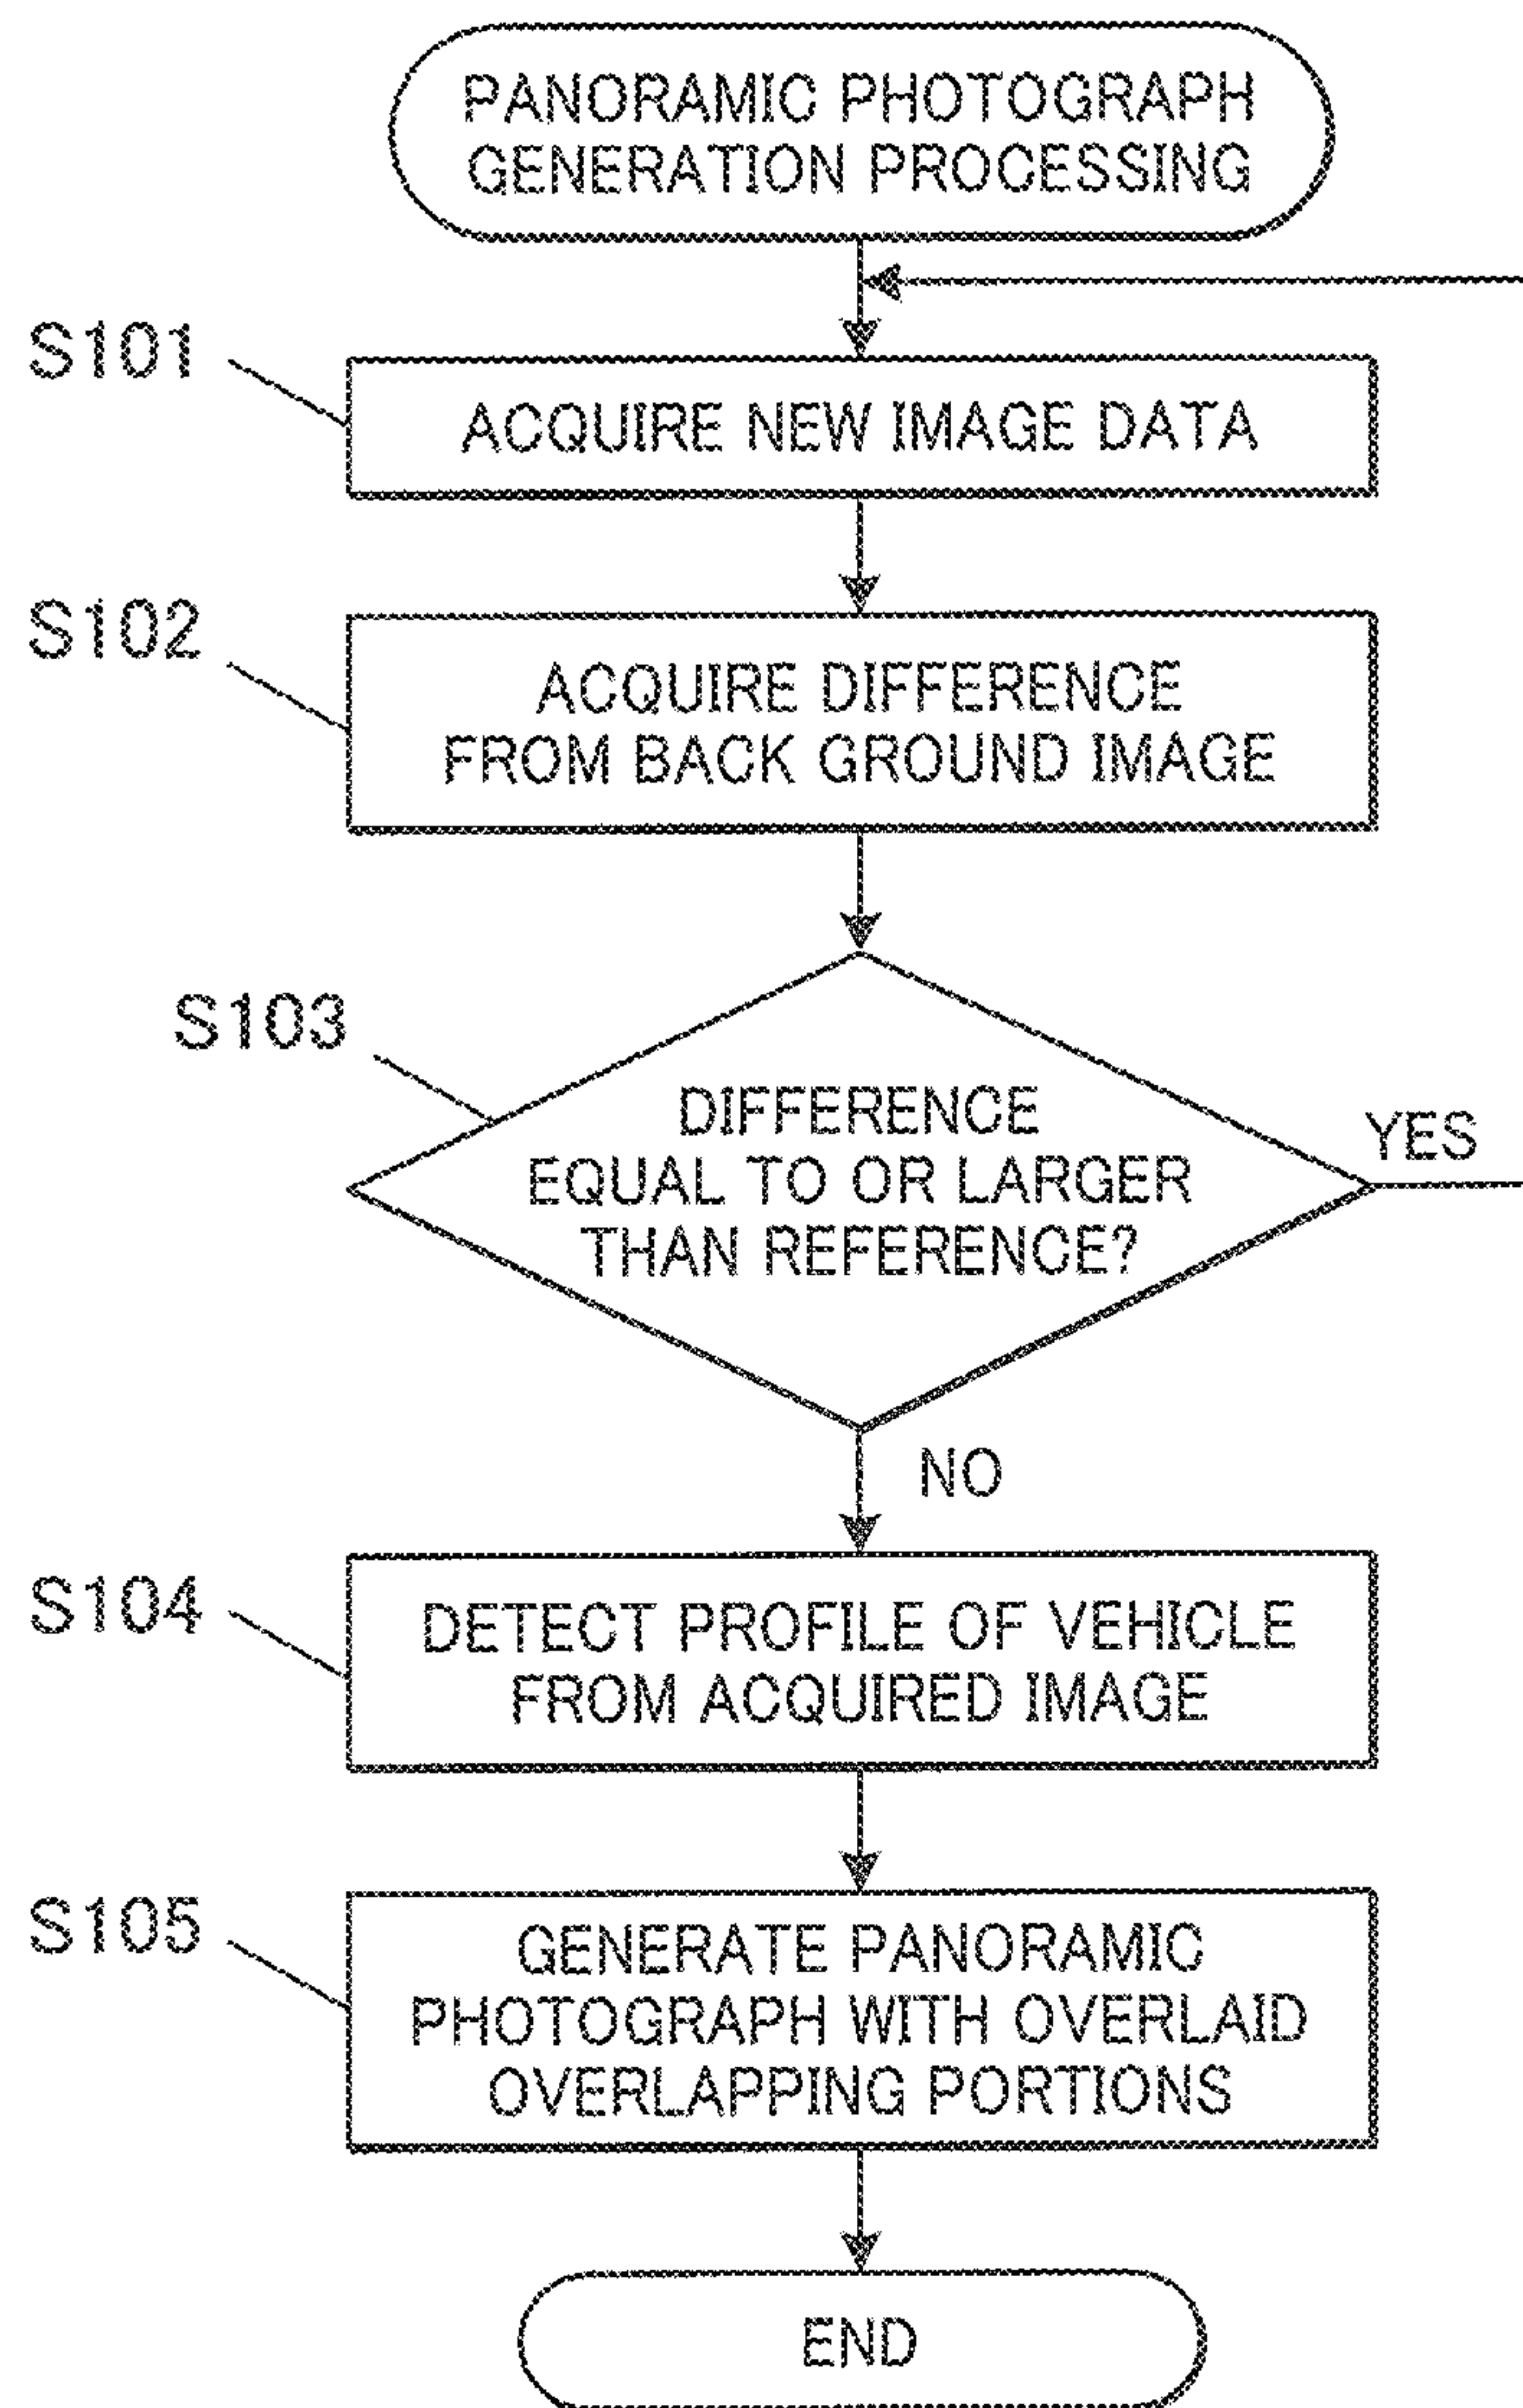 PANORAMIC PHOTOGRAPH
GENERATION PROCESSING
S101
ACQUIRE NEW IMAGE DATA
S102
ACQUIRE DIFFERENCE
FROM BACK GROUND IMAGE
S103
DIFFERENCE
EQUAL TO OR LARGER
THAN REFERENCE?
YES
NO
S104
DETECT PROFILE OF VEHICLE
FROM ACQUIRED IMAGE
S105
GENERATE PANORAMIC
PHOTOGRAPH WITH OVERLAID
OVERLAPPING PORTIONS
END